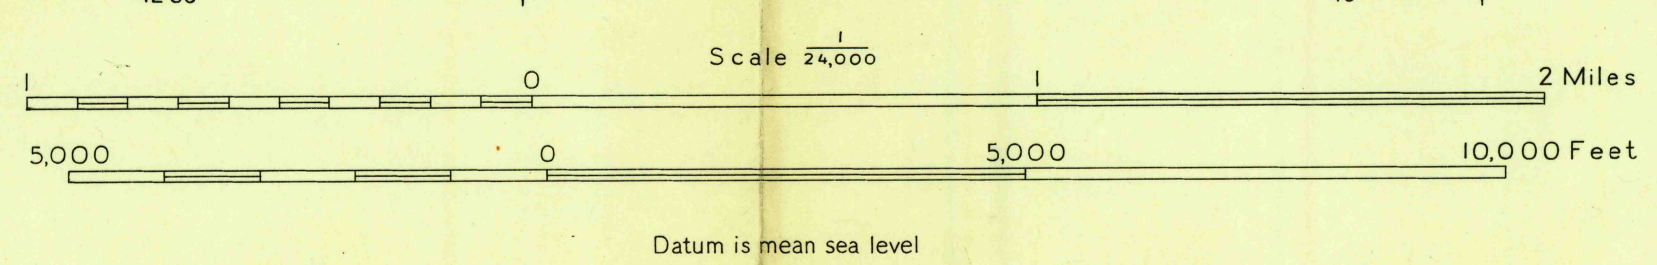 Scale 1/24,000
1 0 1 2 Miles
5,000 0 5,000 10,000 Feet
Datum is mean sea level